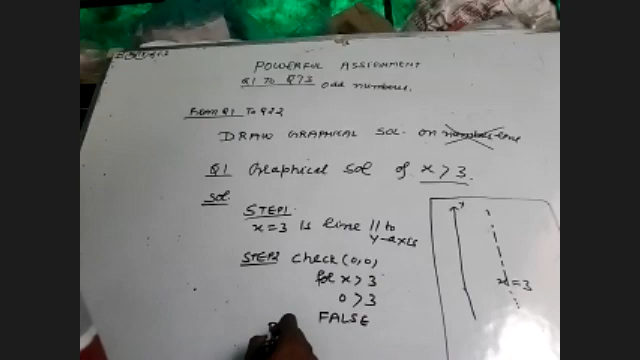 POWERFUL ASSIGNMENT
Q1 TO Q73 odd numbers.
FROM Q1 TO Q22
DRAW GRAPHICAL SOL. ON number line
Q1 Graphical Sol of x > 3.
Sol.
STEP1
x=3 is line || to Y-axis
STEP2 check (0,0)
for x > 3
0 > 3
FALSE
Y
x=3